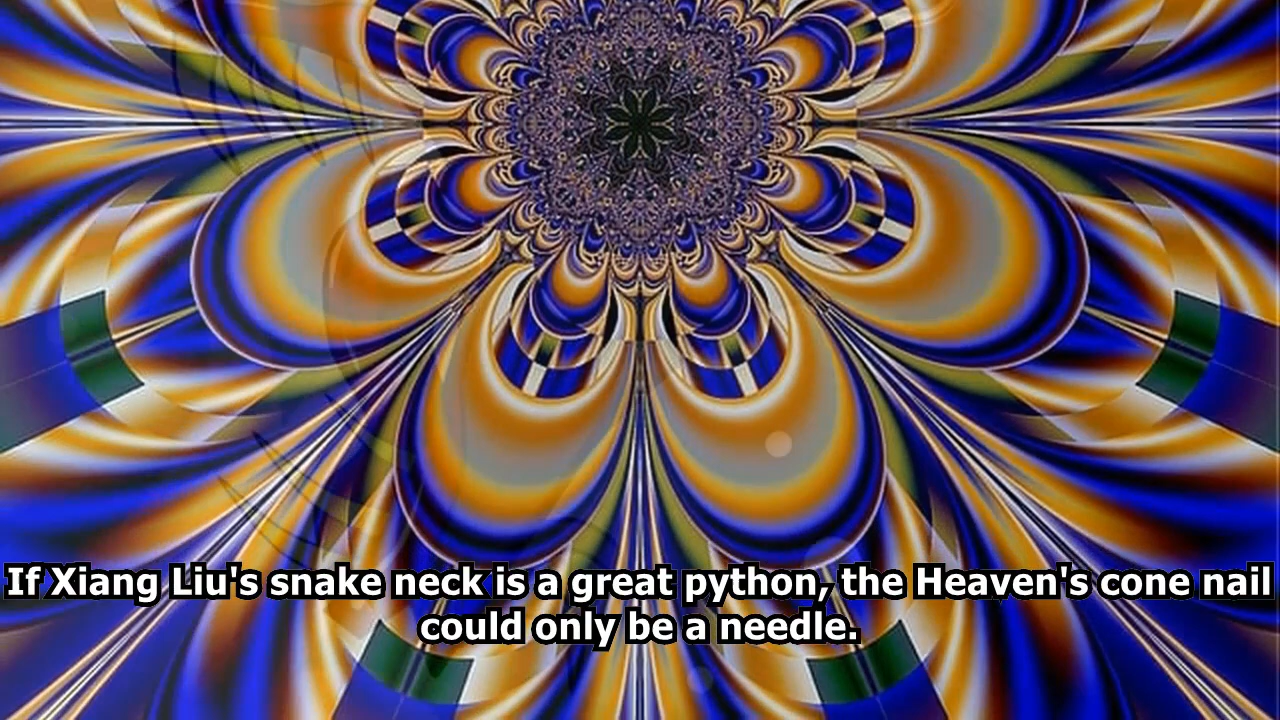 If Xiang Liu's snake neck is a great python, the Heaven's cone nail
could only be a needle.